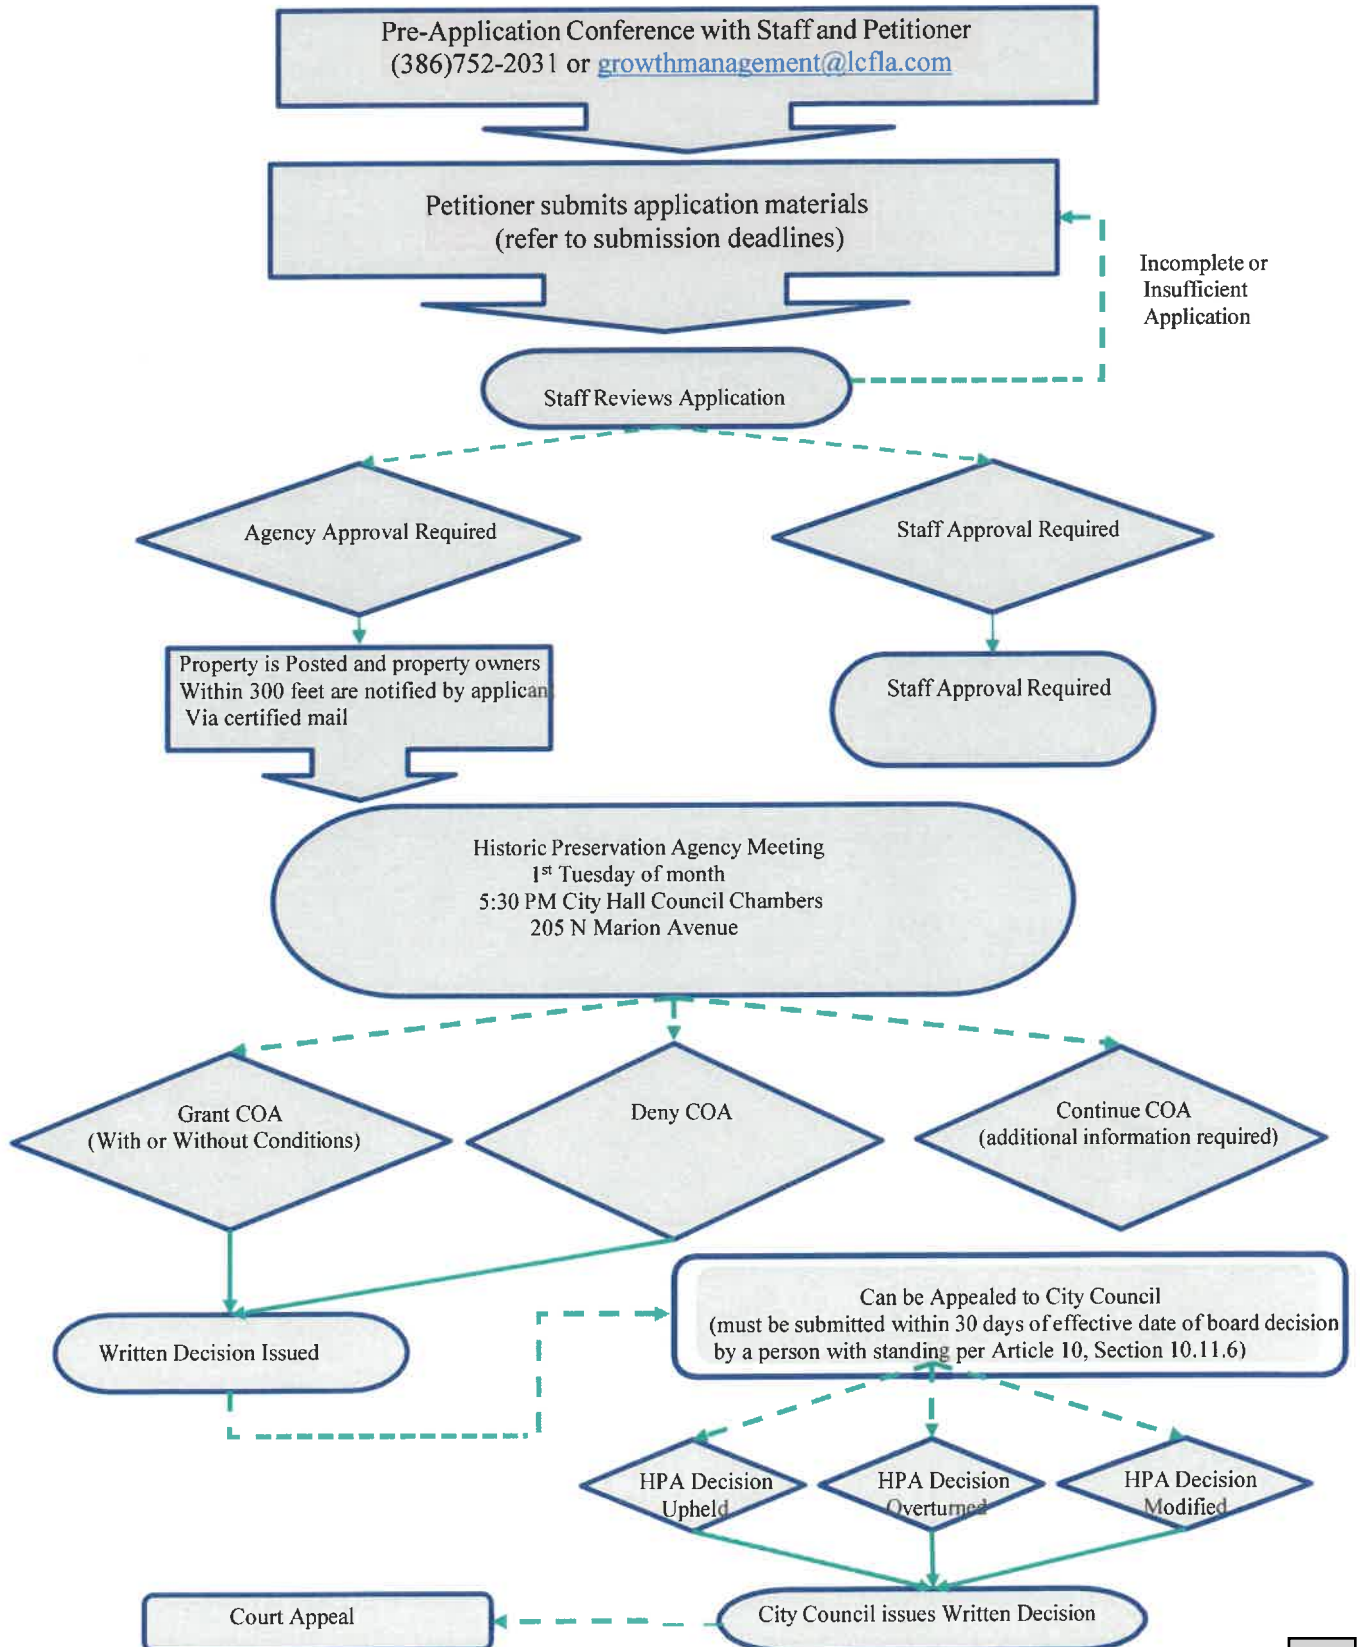 Pre-Application Conference with Staff and Petitioner
(386)752-2031 or growthmanagement@lcfla.com
Petitioner submits application materials
(refer to submission deadlines)
Incomplete or
Insufficient
Application
Staff Reviews Application
Agency Approval Required
Staff Approval Required
Property is Posted and property owners
Within 300 feet are notified by applican
Via certified mail
Staff Approval Required
Historic Preservation Agency Meeting
1st Tuesday of month
5:30 PM City Hall Council Chambers
205 N Marion Avenue
Grant COA
(With or Without Conditions)
Deny COA
Continue COA
(additional information required)
Can be Appealed to City Council
(must be submitted within 30 days of effective date of board decision
by a person with standing per Article 10, Section 10.11.6)
Written Decision Issued
HPA Decision
Upheld
HPA Decision
Overturned
HPA Decision
Modified
Court Appeal
City Council issues Written Decision